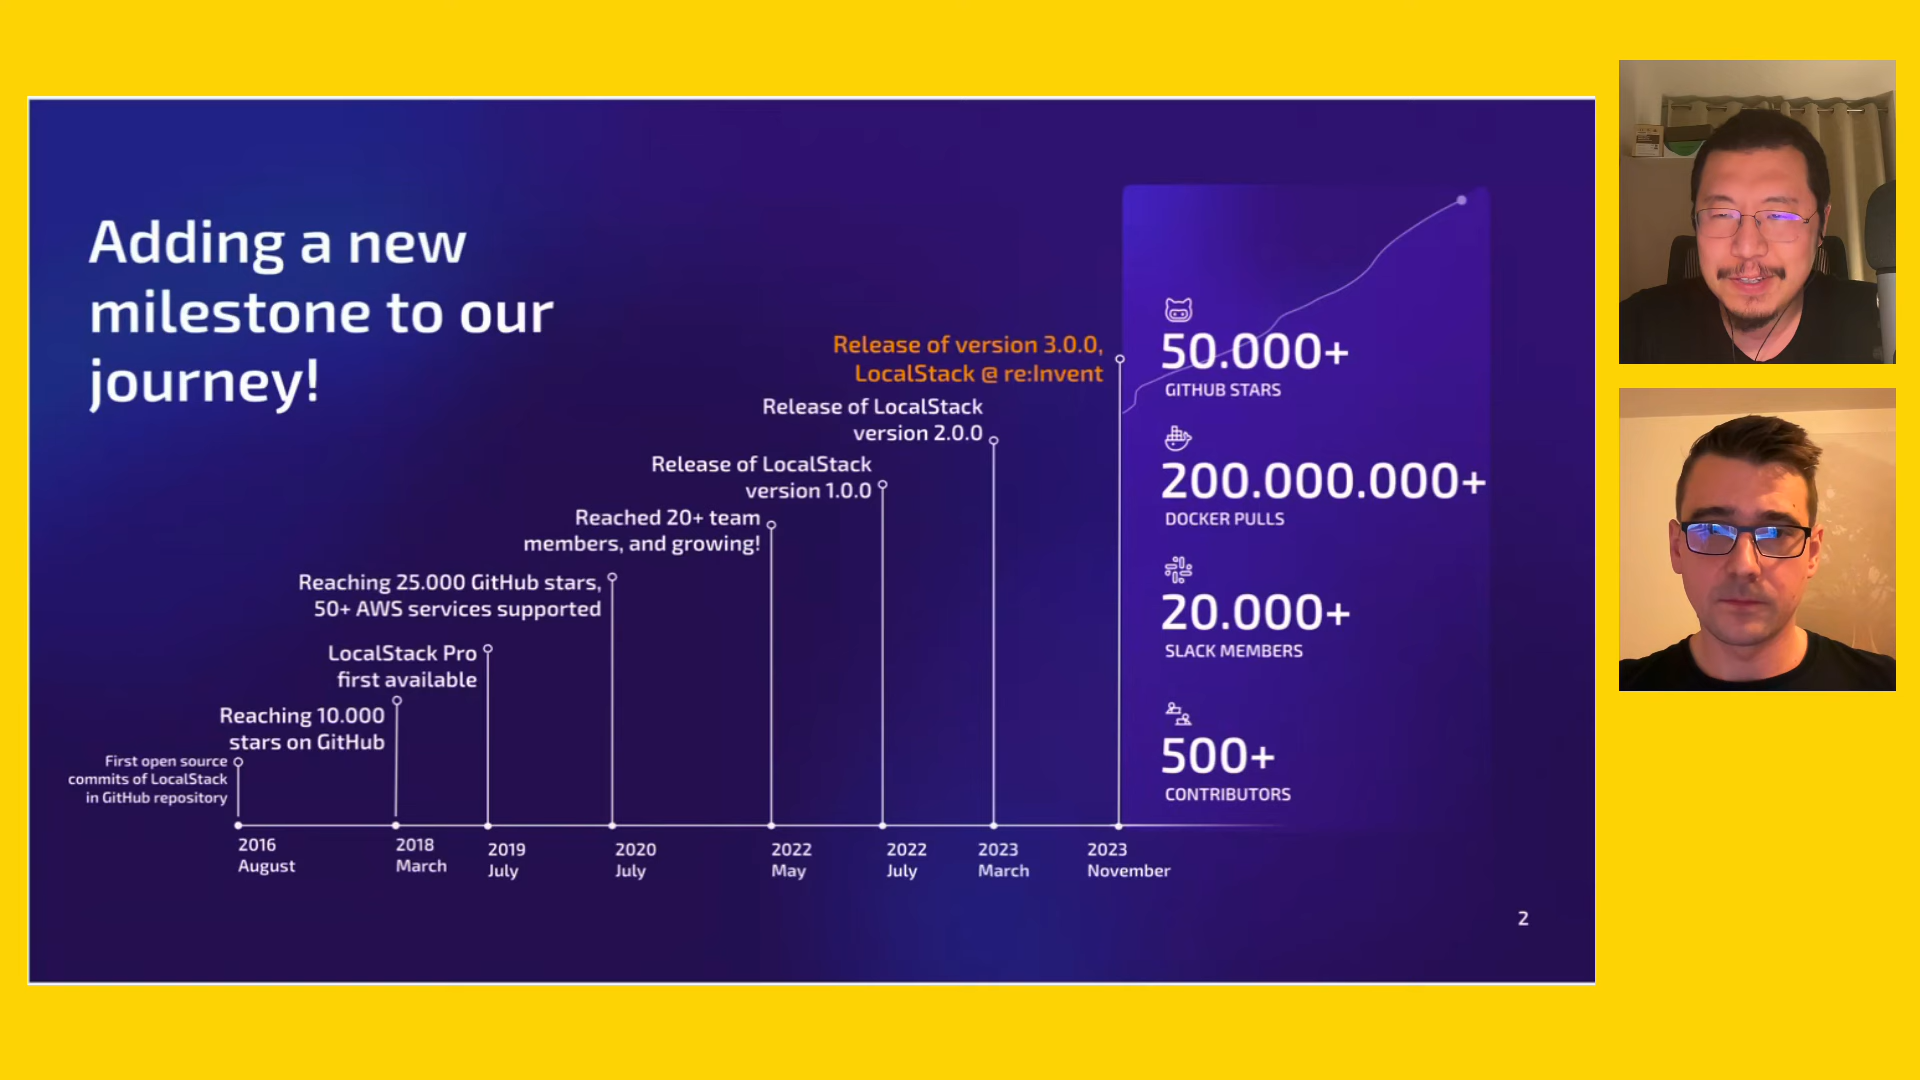 Adding a new
milestone to our
journey!
Release of version 3.0.0,
LocalStack @ re:Invent
Release of LocalStack
version 2.0.0
Release of LocalStack
version 1.0.0
Reached 20+ team
members, and growing!
Reaching 25.000 GitHub stars,
50+ AWS services supported
LocalStack Pro
first available
Reaching 10.000
stars on GitHub
First open source
commits of LocalStack
in GitHub repository
2016
August
2018
March
2019
July
2020
July
2022
May
2022
July
2023
March
2023
November
50.000+
GITHUB STARS
200.000.000+
DOCKER PULLS
20.000+
SLACK MEMBERS
500+
CONTRIBUTORS
2